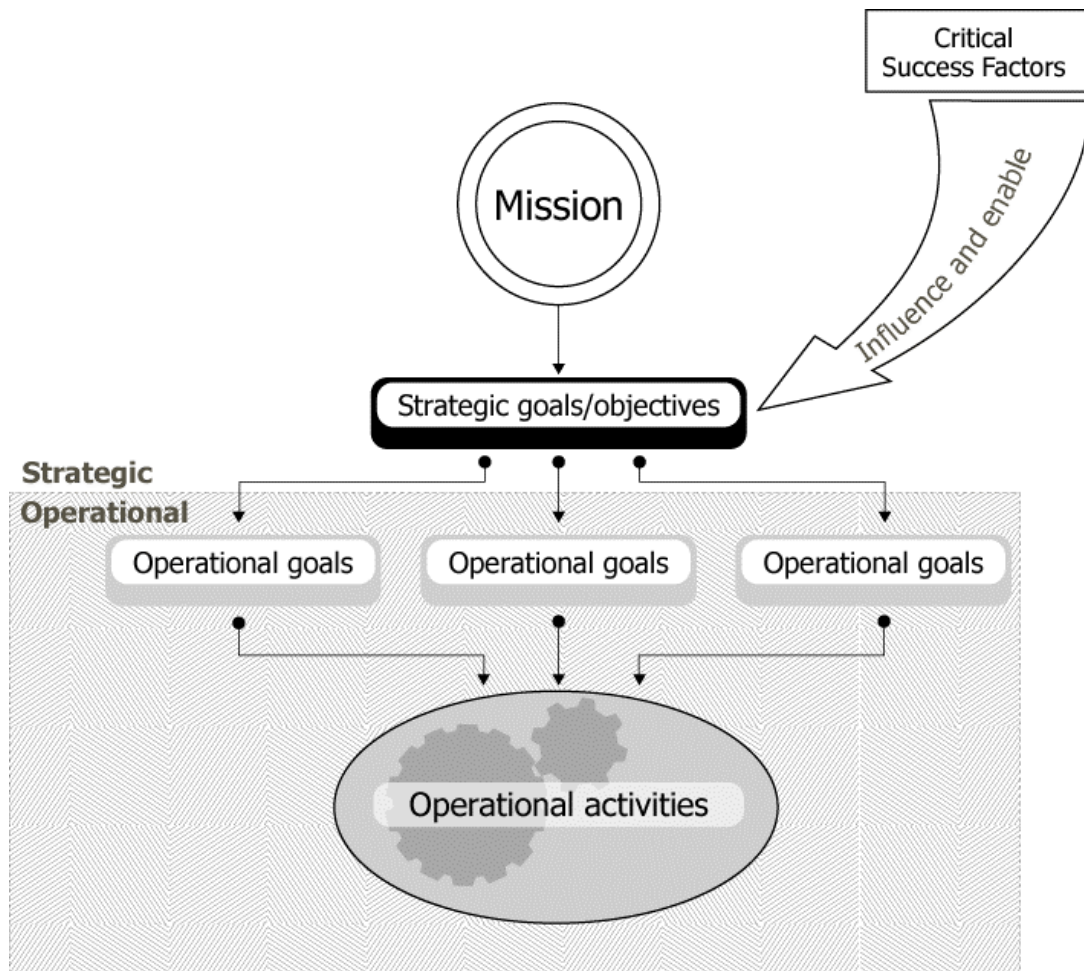 Critical
Success Factors
Mission
Influence and enable
Strategic goals/objectives
Strategic
Operational
Operational goals
Operational goals
Operational goals
Operational activities